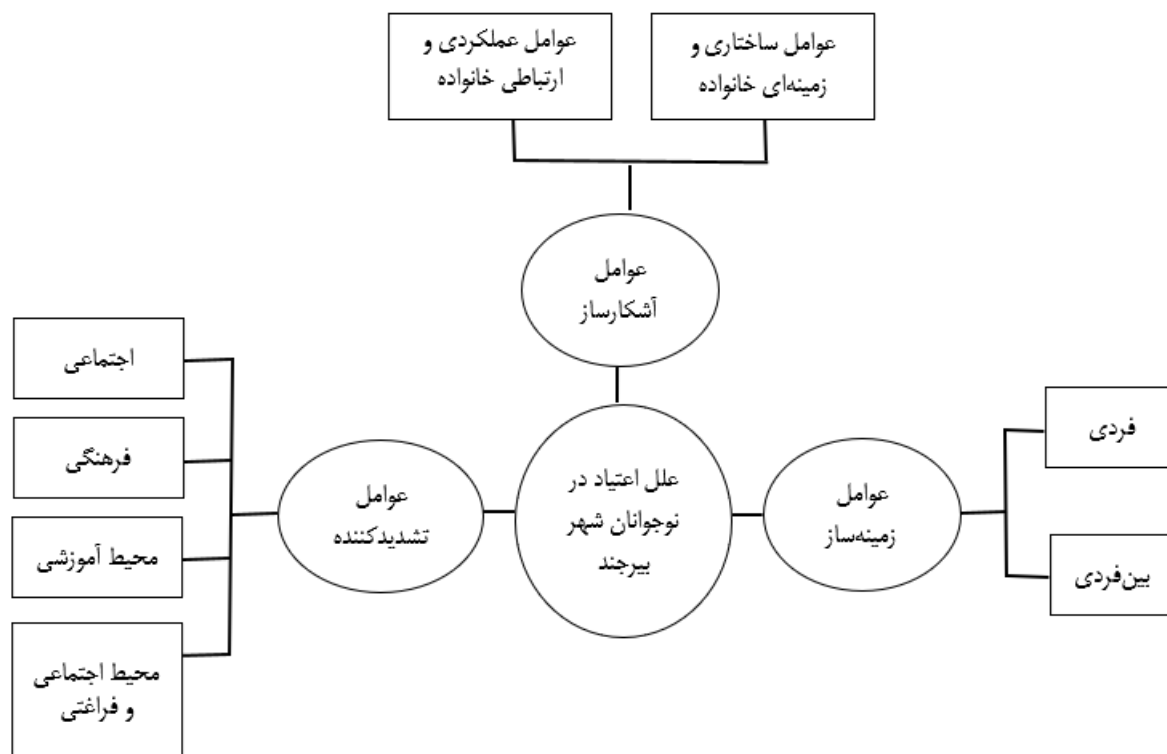 عوامل ساختاری و
زمینه‌ای خانواده
عوامل عملکردی و
ارتباطی خانواده
عوامل
آشکارساز
علل اعتیاد در
نوجوانان شهر
بیرجند
عوامل
زمینه‌ساز
فردی
بین‌فردی
عوامل
تشدیدکننده
اجتماعی
فرهنگی
محیط آموزشی
محیط اجتماعی
و فراغتی